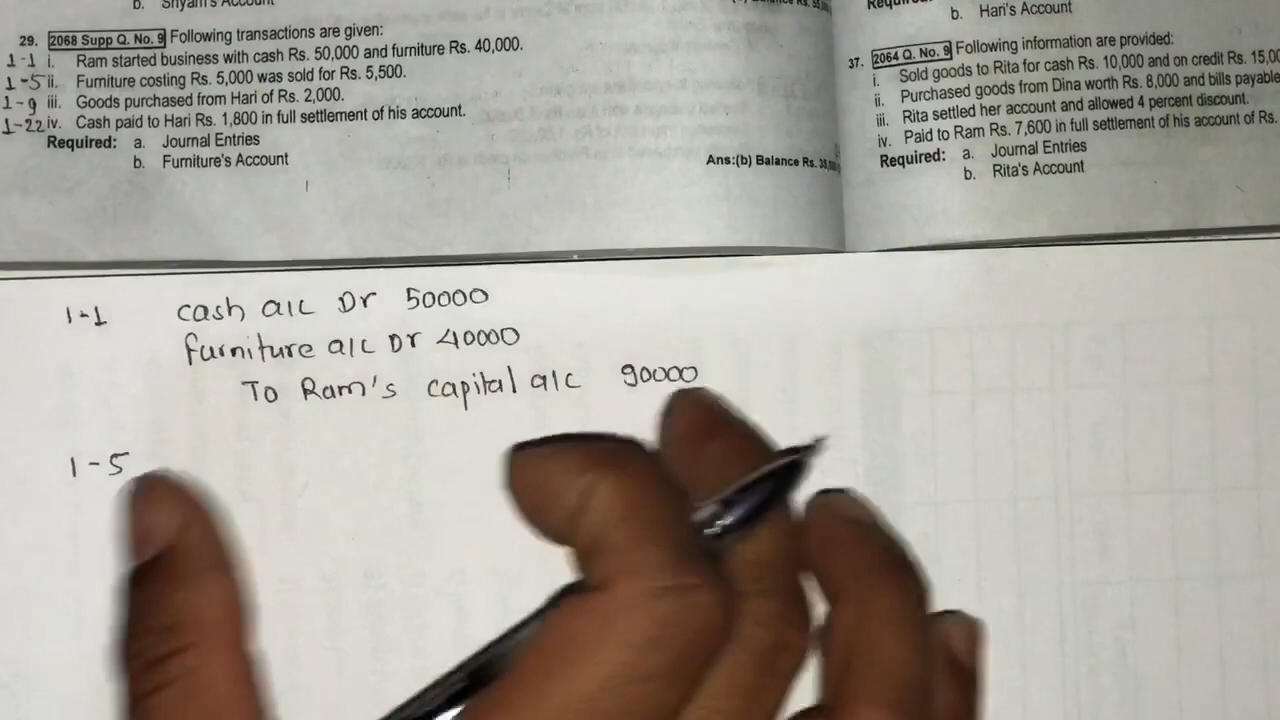 b. Shyam's Account
29. 2068 Supp Q. No. 9 Following transactions are given:
1-1 i. Ram started business with cash Rs. 50,000 and furniture Rs. 40,000.
1-5 ii. Furniture costing Rs. 5,000 was sold for Rs. 5,500.
1-9 iii. Goods purchased from Hari of Rs. 2,000.
1-22 iv. Cash paid to Hari Rs. 1,800 in full settlement of his account.
Required: a. Journal Entries
b. Furniture's Account
Ans:(b) Balance Rs.
b. Hari's Account
37. 2064 Q. No. 9 Following information are provided:
i. Sold goods to Rita for cash Rs. 10,000 and on credit Rs.
ii. Purchased goods from Dina worth Rs. 8,000 and bills payable
iii. Rita settled her account and allowed 4 percent discount.
iv. Paid to Ram Rs. 7,600 in full settlement of his account of Rs.
Required: a. Journal Entries
b. Rita's Account
1-1 cash a/c Dr 50000
furniture a/c Dr 40000
To Ram's capital a/c 90000
1-5